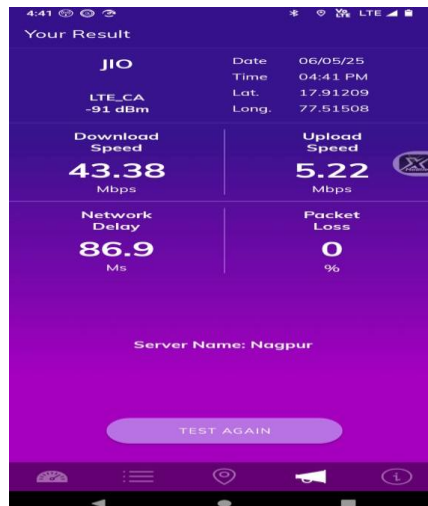 4:41 Vo LTE LTE
Your Result
JIO
LTE_CA
-91 dBm
Date 06/05/25
Time 04:41 PM
Lat. 17.91209
Long. 77.51508
Download
Speed
43.38
Mbps
Upload
Speed
5.22
Mbps
Network
Delay
86.9
Ms
Packet
Loss
0
%
Server Name: Nagpur
TEST AGAIN